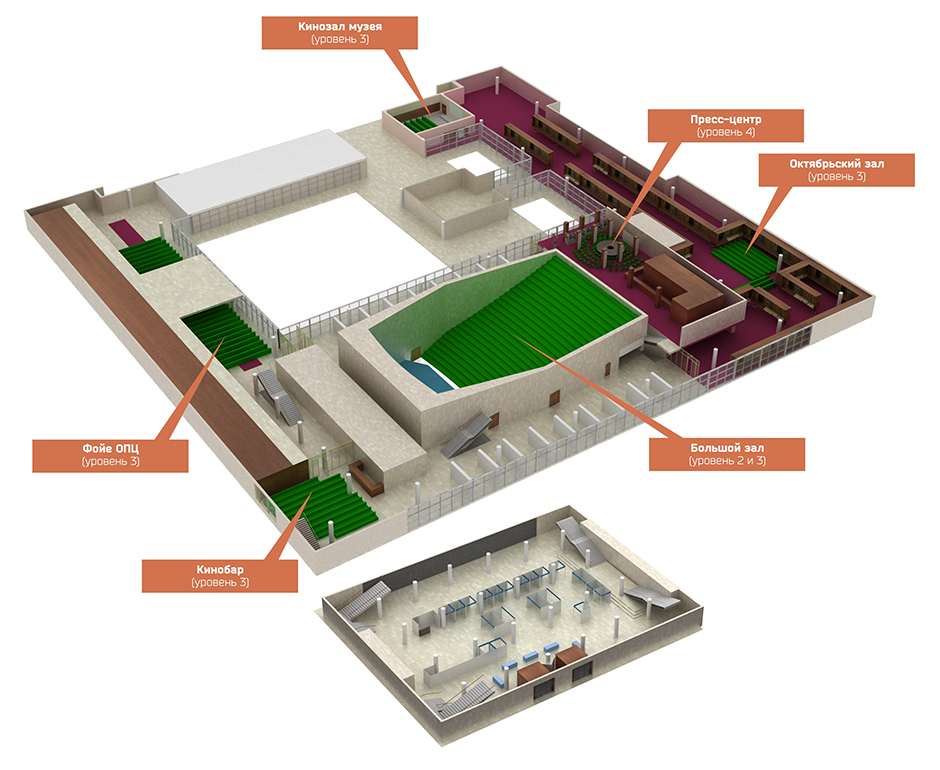 Кинозал музея
(уровень 3)
Пресс-центр
(уровень 4)
Октябрьский зал
(уровень 3)
Фойе ОПЦ
(уровень 3)
Большой зал
(уровень 2 и 3)
Кинобар
(уровень 3)